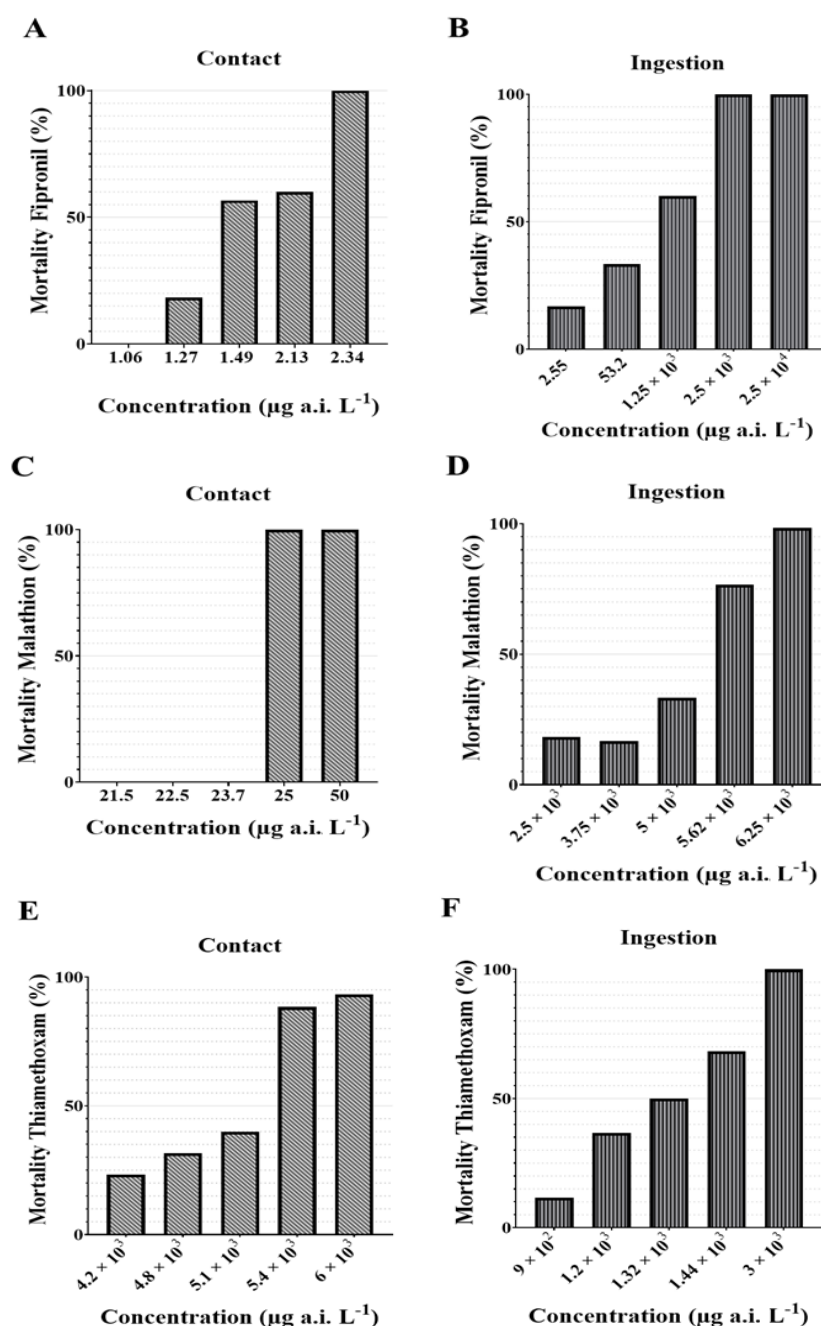 A
Contact
Mortality Fipronil (%)
100
50
0
1.06 1.27 1.49 2.13 2.34
Concentration (µg a.i. L⁻¹)
B
Ingestion
Mortality Fipronil (%)
100
50
0
2.55 53.2 1.25 × 10³ 2.5 × 10³ 2.5 × 10⁴
Concentration (µg a.i. L⁻¹)
C
Contact
Mortality Malathion (%)
100
50
0
21.5 22.5 23.7 25 50
Concentration (µg a.i. L⁻¹)
D
Ingestion
Mortality Malathion (%)
100
50
0
2.5 × 10³ 3.75 × 10³ 5 × 10³ 5.62 × 10³ 6.25 × 10³
Concentration (µg a.i. L⁻¹)
E
Contact
Mortality Thiamethoxam (%)
100
50
0
4.2 × 10³ 4.8 × 10³ 5.1 × 10³ 5.4 × 10³ 6 × 10³
Concentration (µg a.i. L⁻¹)
F
Ingestion
Mortality Thiamethoxam (%)
100
50
0
9 × 10² 1.2 × 10³ 1.32 × 10³ 1.44 × 10³ 3 × 10³
Concentration (µg a.i. L⁻¹)